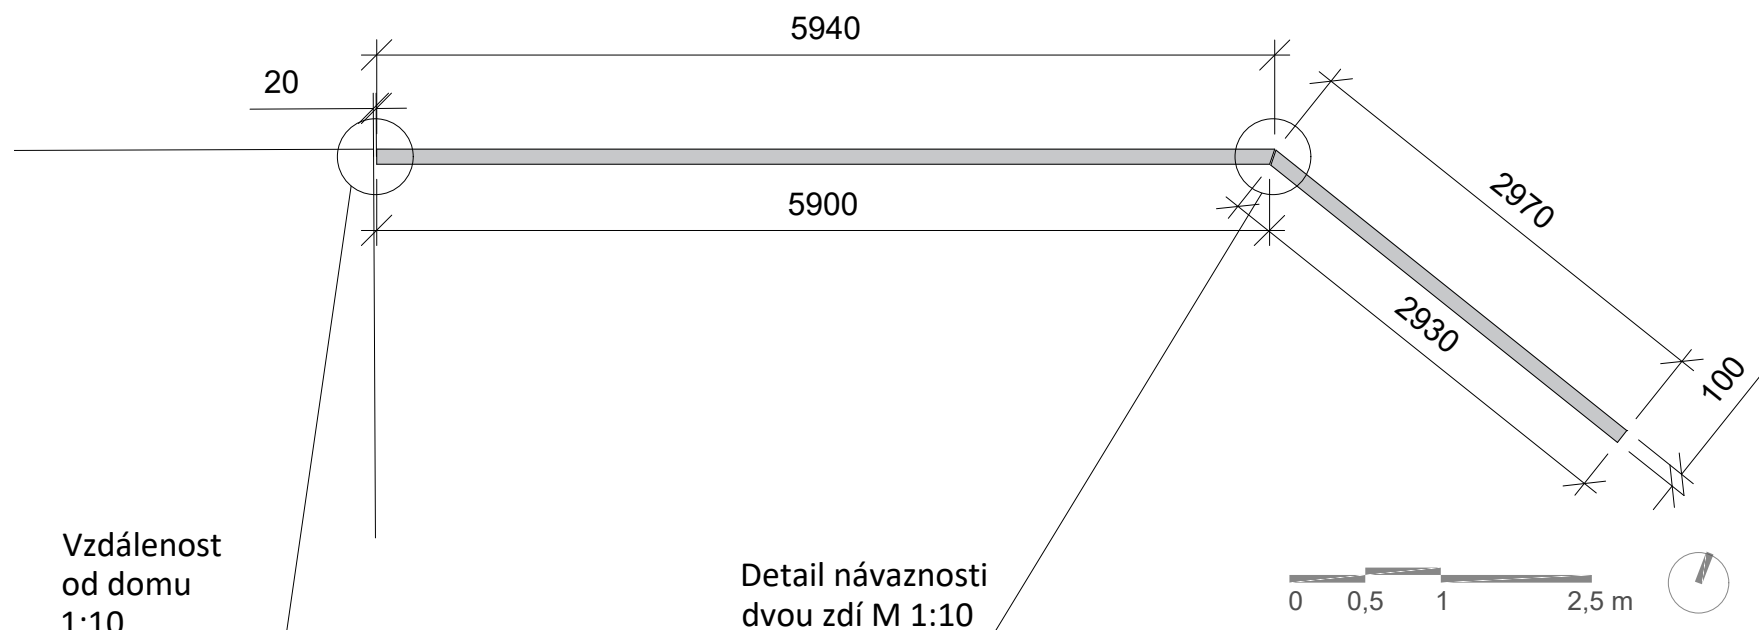 5940
20
5900
2970
2930
100
Vzdálenost
od domu
1:10
Detail návaznosti
dvou zdí M 1:10
0 0,5 1 2,5 m